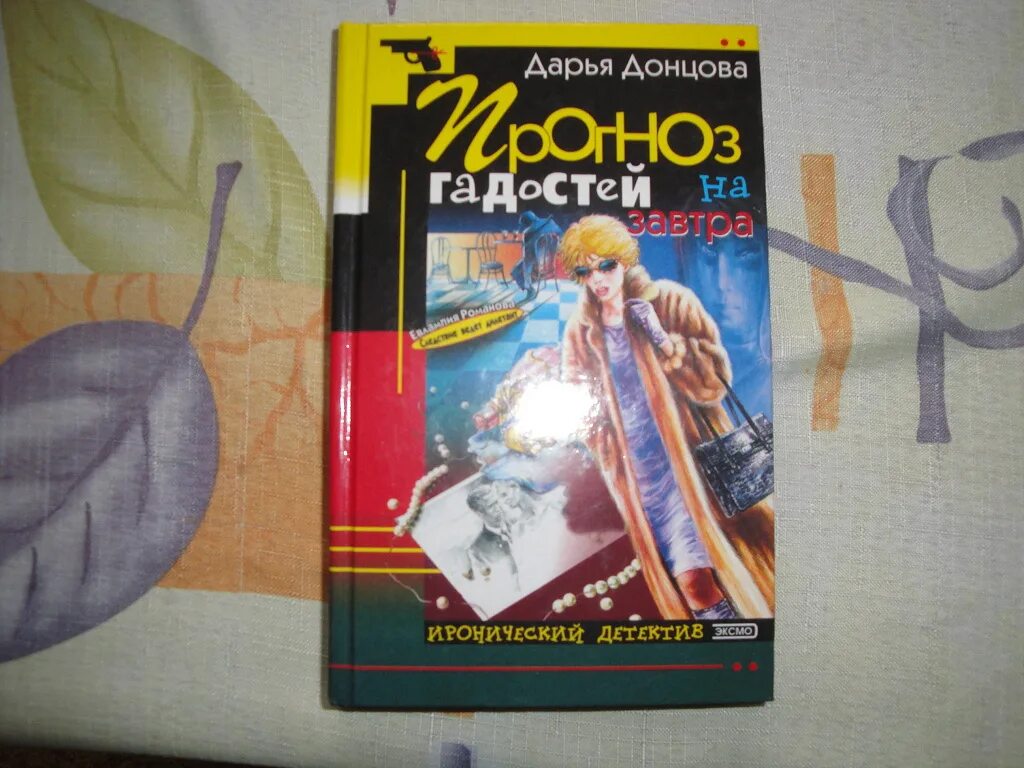 Дарья Донцова
Прогноз
гадостей на
завтра
Евлампия Романова
Следствие ведет дилетант
ИРОНИЧЕСКИЙ ДЕТЕКТИВ ЭКСМО